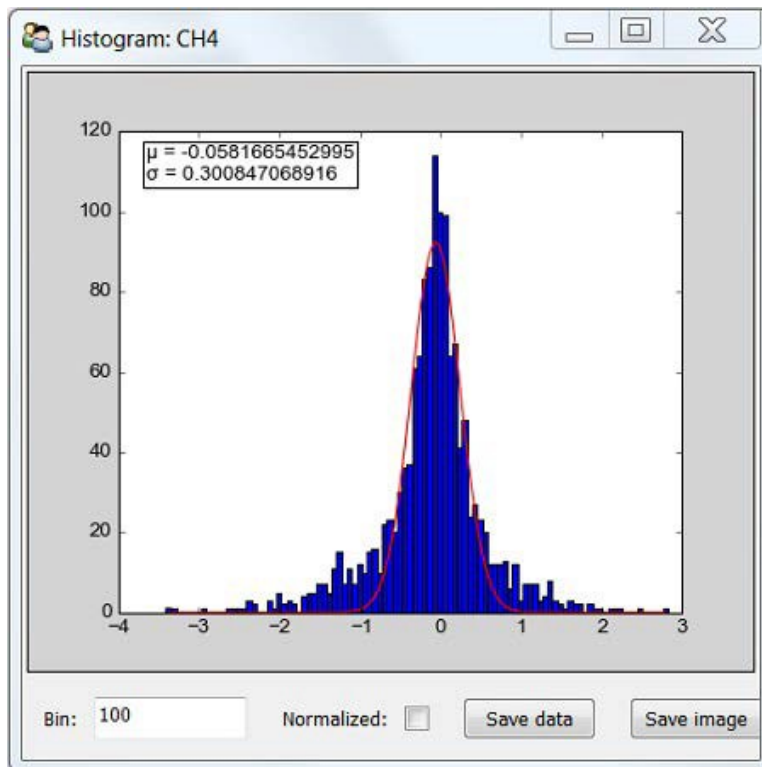 Histogram: CH4
μ = -0.0581665452995
σ = 0.300847068916
120
100
80
60
40
20
0
−4 −3 −2 −1 0 1 2 3
Bin: 100 Normalized: Save data Save image